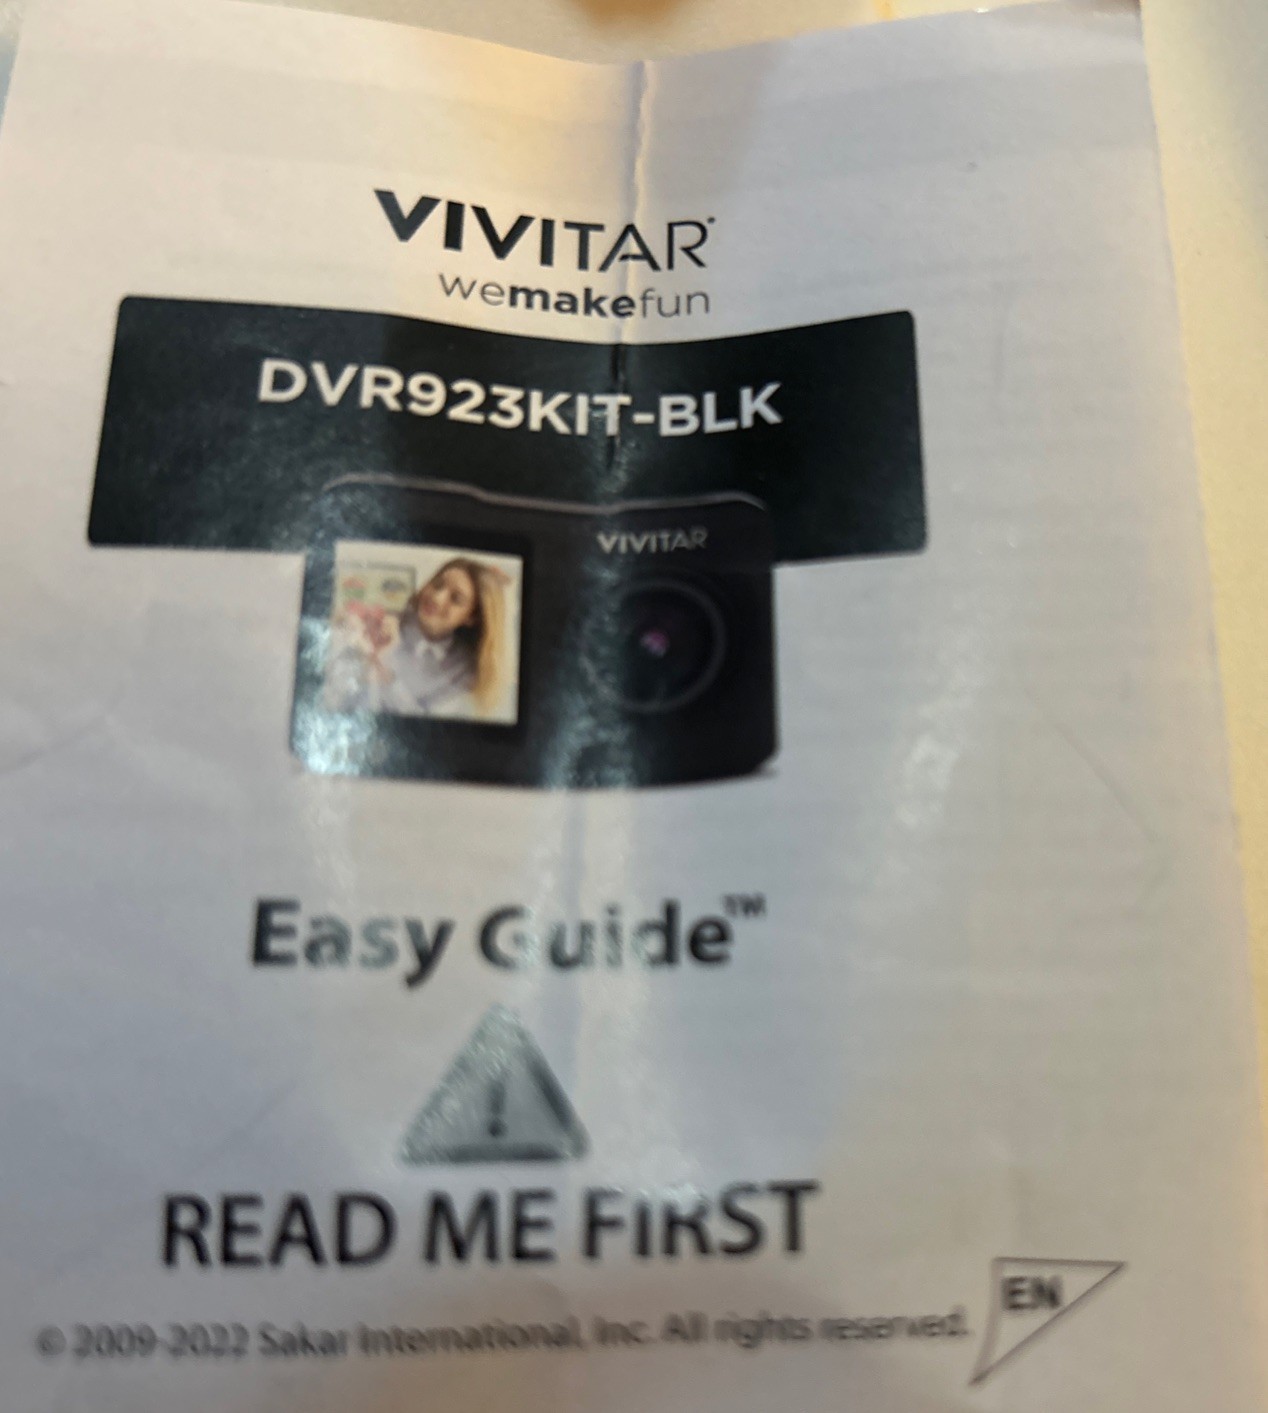 VIVITAR®
wemakefun
DVR923KIT-BLK
VIVITAR
Easy Guide™
!
READ ME FIRST
EN
© 2009-2022 Sakar International, Inc. All rights reserved.